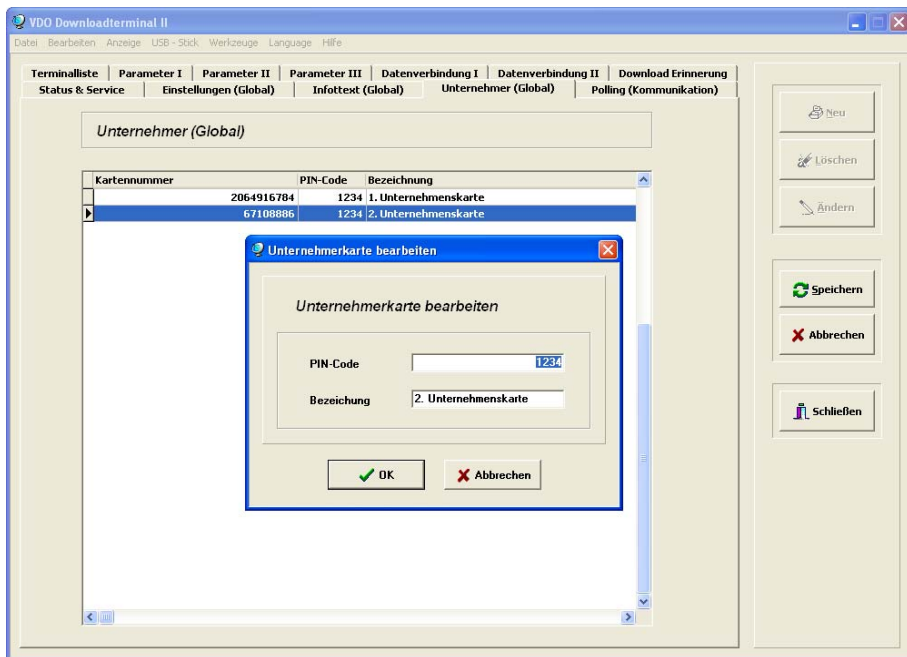 VDO Downloadterminal II
Datei Bearbeiten Anzeige USB - Stick Werkzeuge Language Hilfe
Terminalliste Parameter I Parameter II Parameter III Datenverbindung I Datenverbindung II Download Erinnerung
Status & Service Einstellungen (Global) Infottext (Global) Unternehmer (Global) Polling (Kommunikation)
Unternehmer (Global)
Kartennummer PIN-Code Bezeichnung
2064916784 1234 1. Unternehmenskarte
67108886 1234 2. Unternehmenskarte
Unternehmerkarte bearbeiten
Unternehmerkarte bearbeiten
PIN-Code 1234
Bezeichung 2. Unternehmenskarte
OK Abbrechen
Neu
Löschen
Ändern
Speichern
Abbrechen
Schließen